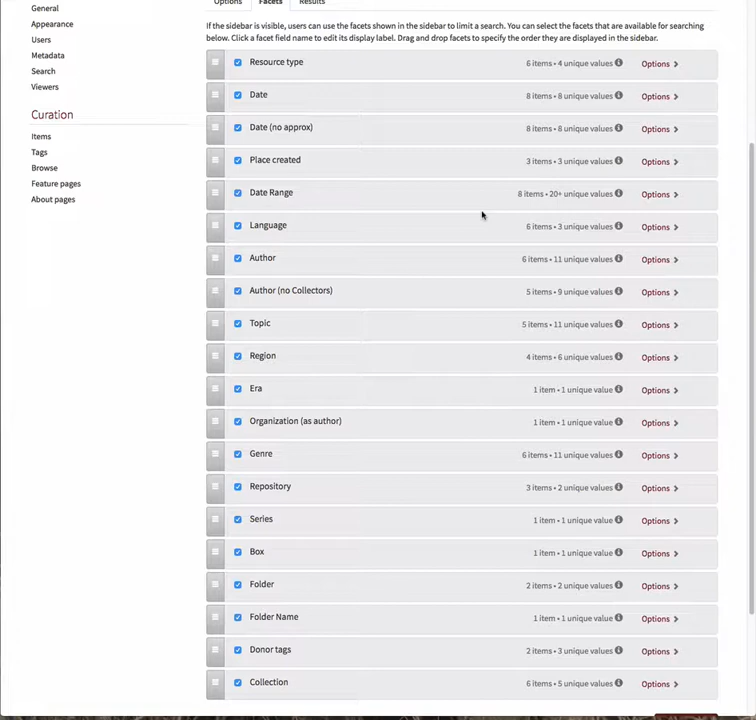 Options Facets Results
General
Appearance
Users
Metadata
Search
Viewers
Curation
Items
Tags
Browse
Feature pages
About pages
If the sidebar is visible, users can use the facets shown in the sidebar to limit a search. You can select the facets that are available for searching
below. Click a facet field name to edit its display label. Drag and drop facets to specify the order they are displayed in the sidebar.
Resource type 6 items • 4 unique values Options
Date 8 items • 8 unique values Options
Date (no approx) 8 items • 8 unique values Options
Place created 3 items • 3 unique values Options
Date Range 8 items • 20+ unique values Options
Language 6 items • 3 unique values Options
Author 6 items • 11 unique values Options
Author (no Collectors) 5 items • 9 unique values Options
Topic 5 items • 11 unique values Options
Region 4 items • 6 unique values Options
Era 1 item • 1 unique value Options
Organization (as author) 1 item • 1 unique value Options
Genre 6 items • 11 unique values Options
Repository 3 items • 2 unique values Options
Series 1 item • 1 unique value Options
Box 1 item • 1 unique value Options
Folder 2 items • 2 unique values Options
Folder Name 1 item • 1 unique value Options
Donor tags 2 items • 3 unique values Options
Collection 6 items • 5 unique values Options